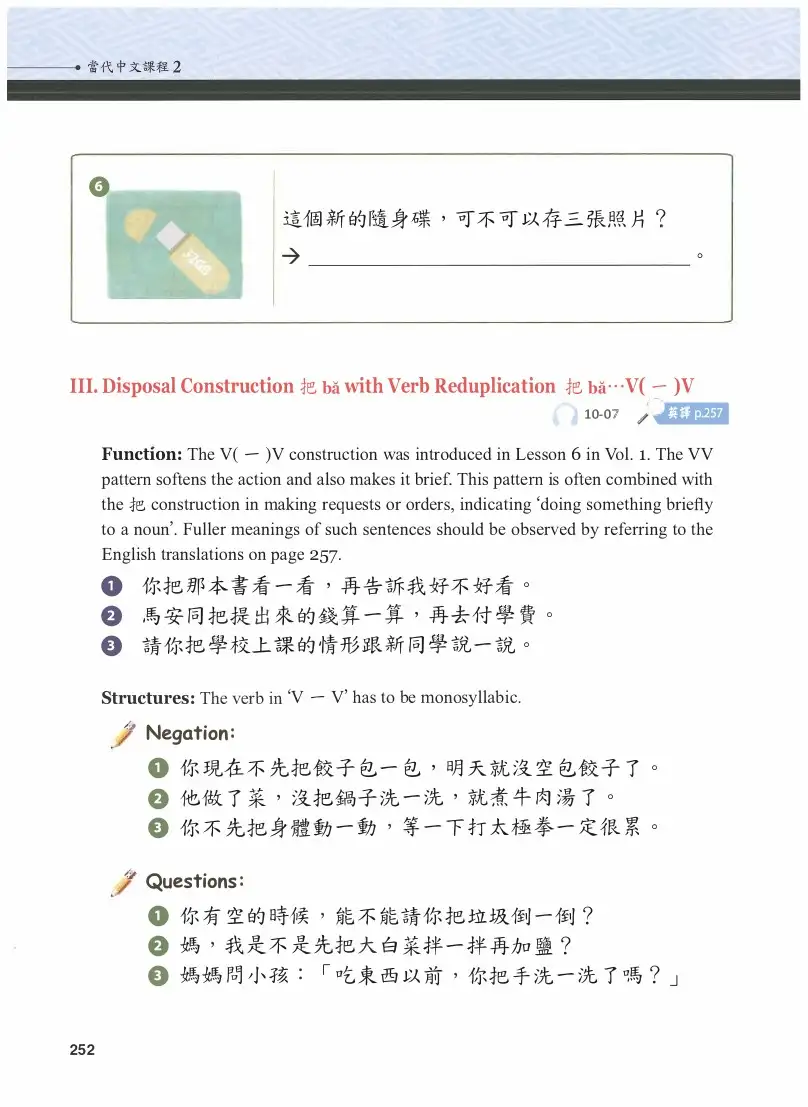 當代中文課程 2
6
32GB
這個新的隨身碟,可不可以存三張照片?
→ ______________________________。
III. Disposal Construction 把 bǎ with Verb Reduplication 把 bǎ…V( 一 )V
10-07 英譯 p.257
Function: The V( 一 )V construction was introduced in Lesson 6 in Vol. 1. The VV
pattern softens the action and also makes it brief. This pattern is often combined with
the 把 construction in making requests or orders, indicating ‘doing something briefly
to a noun’. Fuller meanings of such sentences should be observed by referring to the
English translations on page 257.
1 你把那本書看一看,再告訴我好不好看。
2 馬安同把提出來的錢算一算,再去付學費。
3 請你把學校上課的情形跟新同學說一說。
Structures: The verb in ‘V 一 V’ has to be monosyllabic.
Negation:
1 你現在不先把餃子包一包,明天就沒空包餃子了。
2 他做了菜,沒把鍋子洗一洗,就煮牛肉湯了。
3 你不先把身體動一動,等一下打太極拳一定很累。
Questions:
1 你有空的時候,能不能請你把垃圾倒一倒?
2 媽,我是不是先把大白菜拌一拌再加鹽?
3 媽媽問小孩:「吃東西以前,你把手洗一洗了嗎?」
252